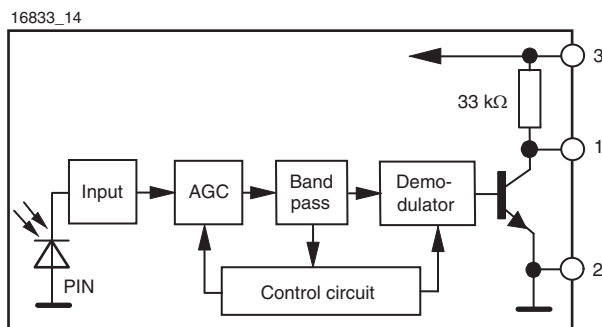 16833_14
3
33 kΩ
1
Input
AGC
Band
pass
Demo-
dulator
2
PIN
Control circuit